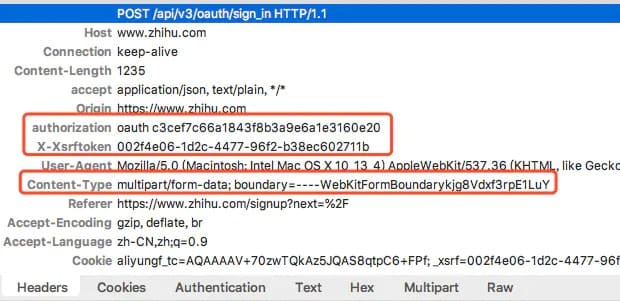 POST /api/v3/oauth/sign_in HTTP/1.1
Host www.zhihu.com
Connection keep-alive
Content-Length 1235
accept application/json, text/plain, */*
Origin https://www.zhihu.com
authorization oauth c3cef7c66a1843f8b3a9e6a1e3160e20
X-Xsrftoken 002f4e06-1d2c-4477-96f2-b38ec602711b
User-Agent Mozilla/5.0 (Macintosh; Intel Mac OS X 10_13_4) AppleWebKit/537.36 (KHTML, like Gecko
Content-Type multipart/form-data; boundary=----WebKitFormBoundarykjg8Vdxf3rpE1LuY
Referer https://www.zhihu.com/signup?next=%2F
Accept-Encoding gzip, deflate, br
Accept-Language zh-CN,zh;q=0.9
Cookie aliyungf_tc=AQAAAAV+70zwTQkAz5JQAS8qtpC6+FPf; _xsrf=002f4e06-1d2c-4477-96f
Headers Cookies Authentication Text Hex Multipart Raw